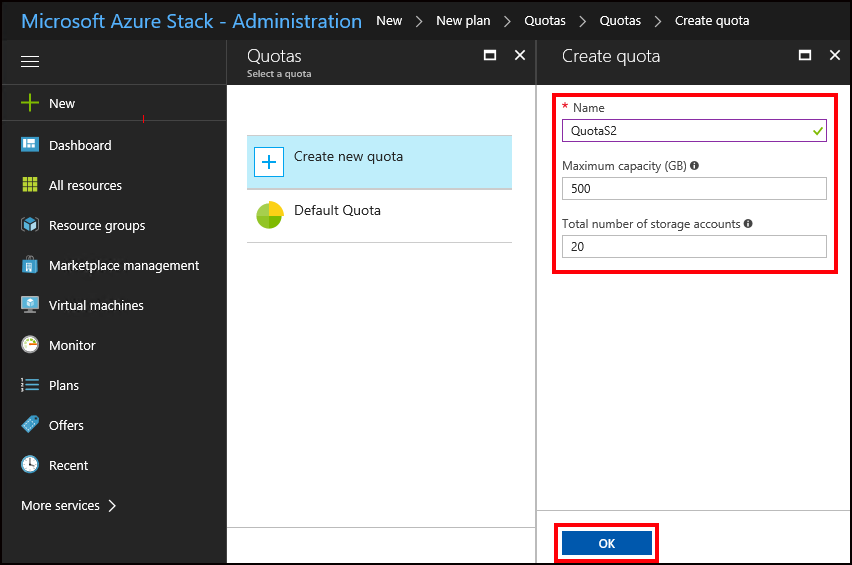 Microsoft Azure Stack - Administration New > New plan > Quotas > Quotas > Create quota
New
Dashboard
All resources
Resource groups
Marketplace management
Virtual machines
Monitor
Plans
Offers
Recent
More services >
Quotas
Select a quota
Create new quota
Default Quota
Create quota
* Name
QuotaS2
Maximum capacity (GB)
500
Total number of storage accounts
20
OK